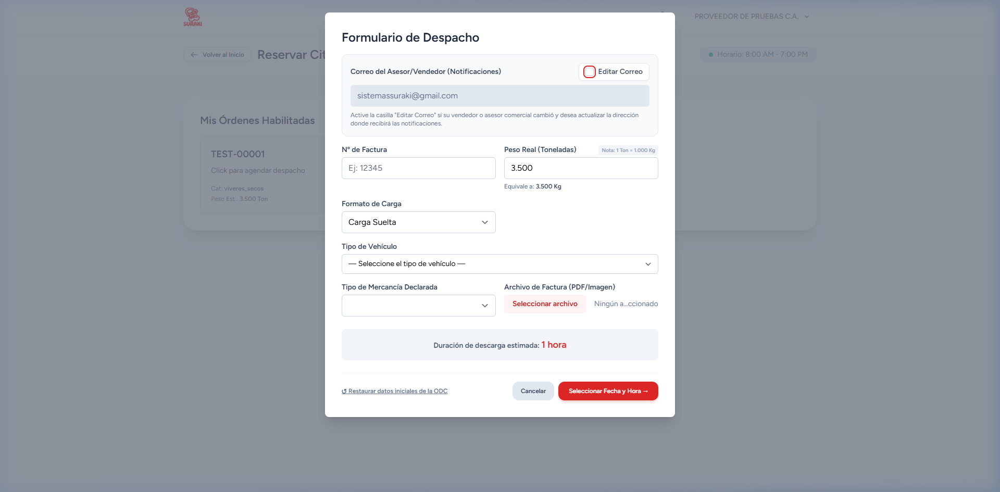 SURAKI
PROVEEDOR DE PRUEBAS C.A.
Volver al Inicio
Reservar Cit
Horario: 8:00 AM - 7:00 PM
Mis Órdenes Habilitadas
TEST-00001
Click para agendar despacho
Cat: viveres_secos
Peso Est.: 3.500 Ton
Formulario de Despacho
Correo del Asesor/Vendedor (Notificaciones)
Editar Correo
sistemassuraki@gmail.com
Active la casilla "Editar Correo" si su vendedor o asesor comercial cambió y desea actualizar la dirección
donde recibirá las notificaciones.
Nº de Factura
Peso Real (Toneladas)
Nota: 1 Ton = 1.000 Kg
Ej: 12345
3.500
Equivale a: 3.500 Kg
Formato de Carga
Carga Suelta
Tipo de Vehículo
— Seleccione el tipo de vehículo —
Tipo de Mercancía Declarada
Archivo de Factura (PDF/Imagen)
Seleccionar archivo
Ningún a...ccionado
Duración de descarga estimada: 1 hora
↺ Restaurar datos iniciales de la ODC
Cancelar
Seleccionar Fecha y Hora →